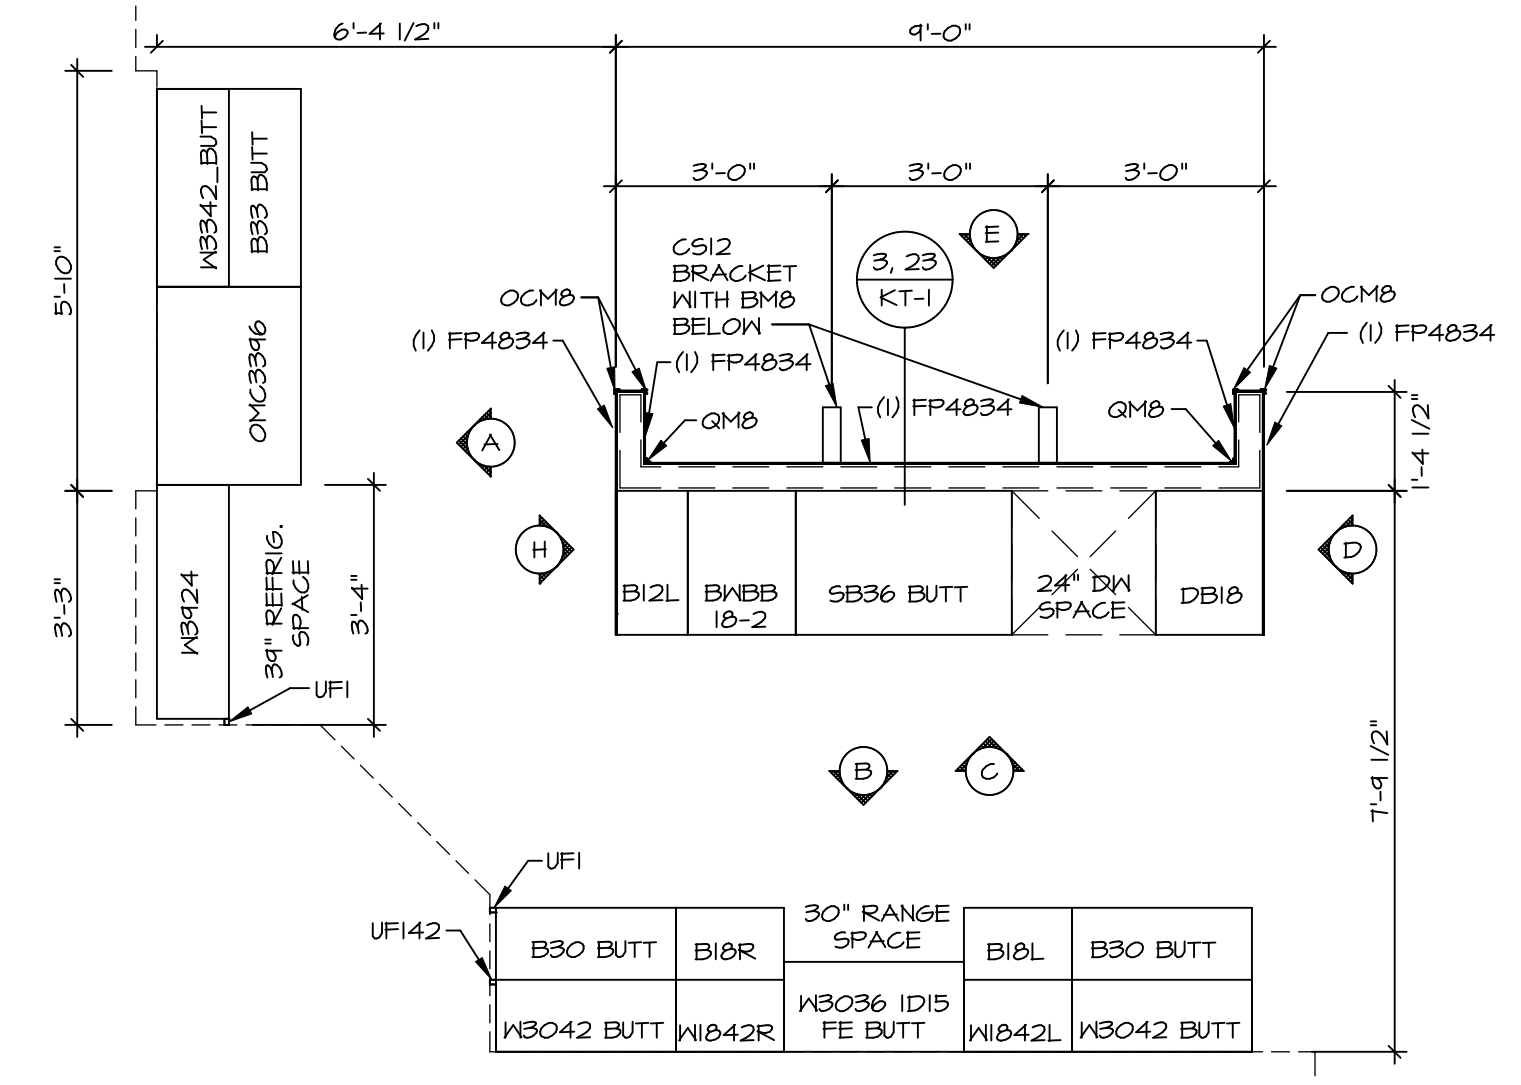 6'-4 1/2"
9'-0"
3'-0"
3'-0"
3'-0"
5'-10"
W3342_BUTT
B33 BUTT
OMC3396
3'-3"
W3924
39" REFRIG.
SPACE
3'-4"
UF1
CS12
BRACKET
WITH BM8
BELOW
3, 23
KT-1
E
OCM8
(1) FP4834
(1) FP4834
QM8
(1) FP4834
(1) FP4834
QM8
OCM8
(1) FP4834
1'-4 1/2"
A
H
D
B12L
BWBB
18-2
SB36 BUTT
24" DW
SPACE
DB18
B
C
7'-9 1/2"
UF1
UF142
B30 BUTT
B18R
30" RANGE
SPACE
B18L
B30 BUTT
W3042 BUTT
W1842R
W3036 1D15
FE BUTT
W1842L
W3042 BUTT